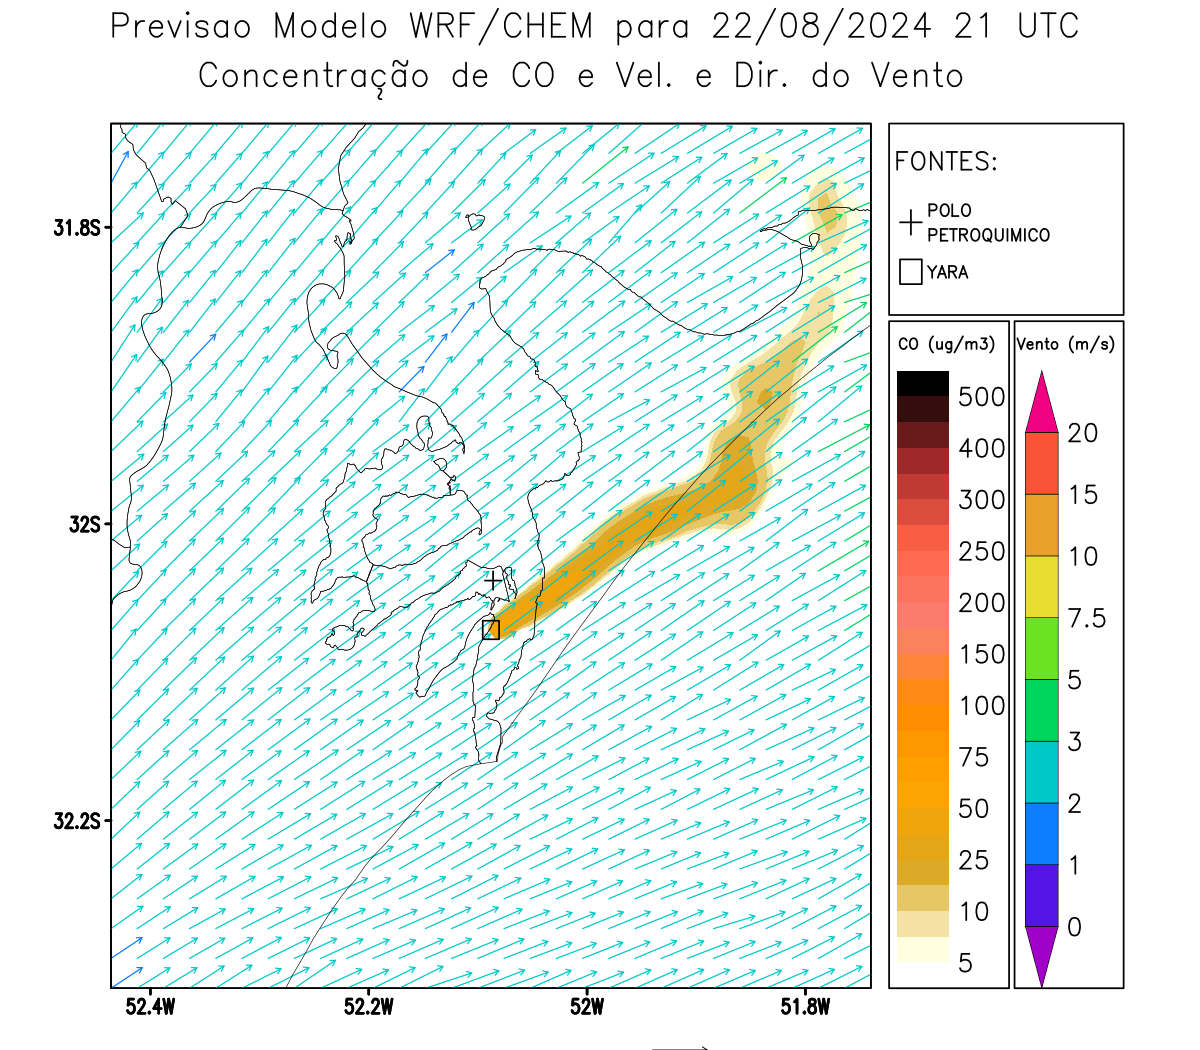 Previsao Modelo WRF/CHEM para 22/08/2024 21 UTC
Concentração de CO e Vel. e Dir. do Vento
FONTES:
POLO
PETROQUIMICO
YARA
CO (ug/m3)
500
400
300
250
200
150
100
75
50
25
10
5
Vento (m/s)
20
15
10
7.5
5
3
2
1
0
31.8S
32S
32.2S
52.4W
52.2W
52W
51.8W